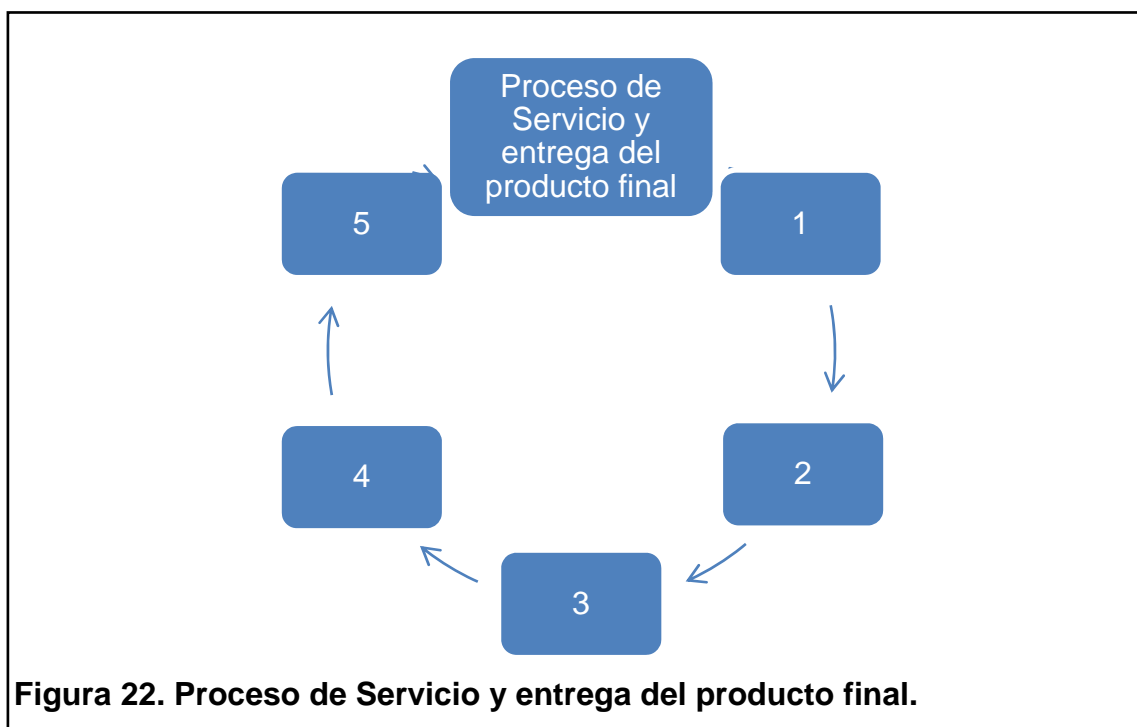 Proceso de
Servicio y
entrega del
producto final
5
1
4
2
3
Figura 22. Proceso de Servicio y entrega del producto final.